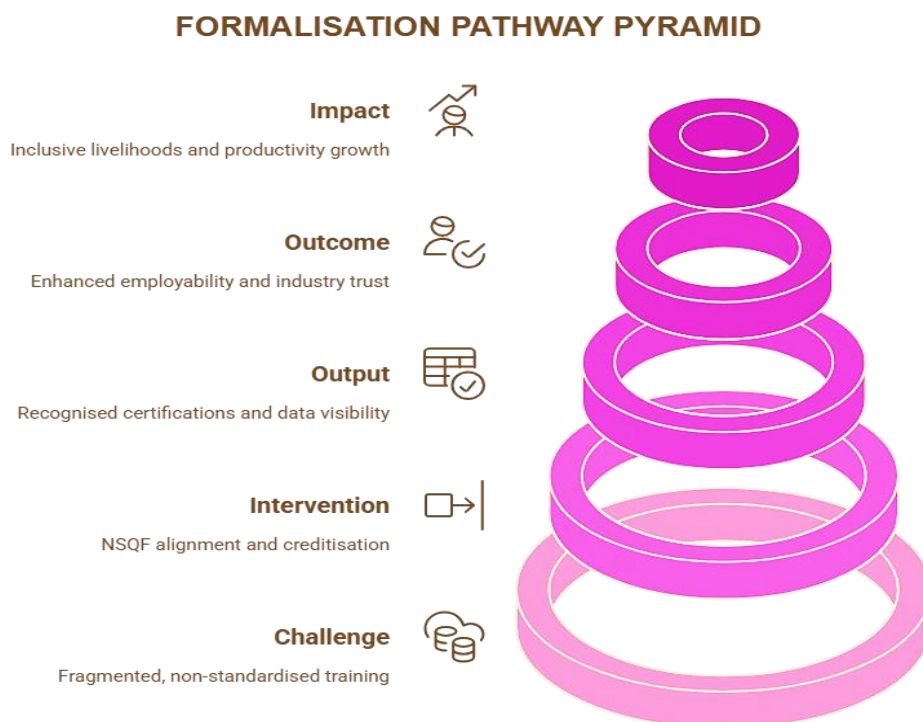 FORMALISATION PATHWAY PYRAMID
Impact
Inclusive livelihoods and productivity growth
Outcome
Enhanced employability and industry trust
Output
Recognised certifications and data visibility
Intervention
NSQF alignment and creditisation
Challenge
Fragmented, non-standardised training